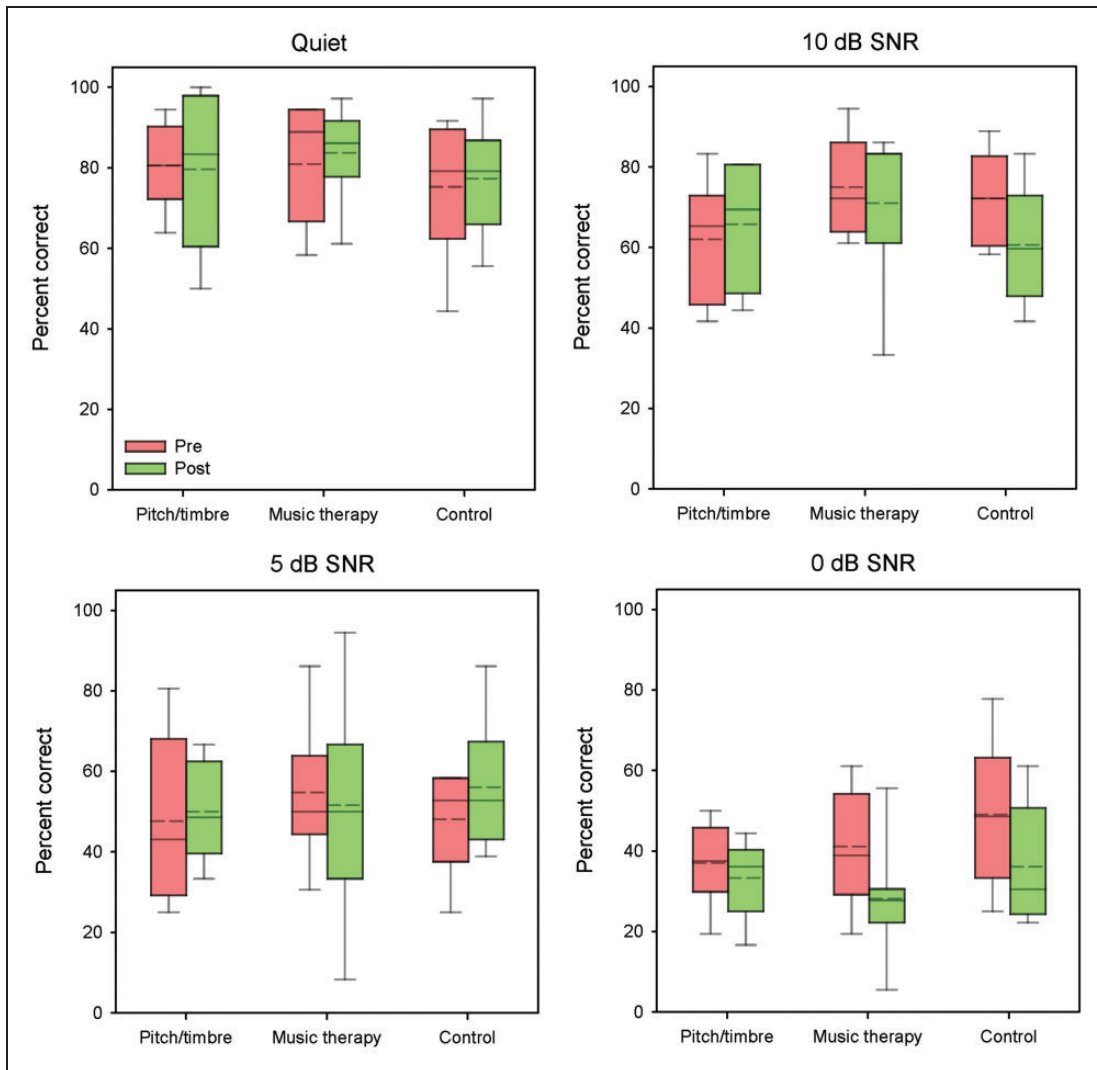 Quiet
Percent correct
100
80
60
40
20
0
Pre
Post
Pitch/timbre Music therapy Control
10 dB SNR
Percent correct
100
80
60
40
20
0
Pitch/timbre Music therapy Control
5 dB SNR
Percent correct
100
80
60
40
20
0
Pitch/timbre Music therapy Control
0 dB SNR
Percent correct
100
80
60
40
20
0
Pitch/timbre Music therapy Control